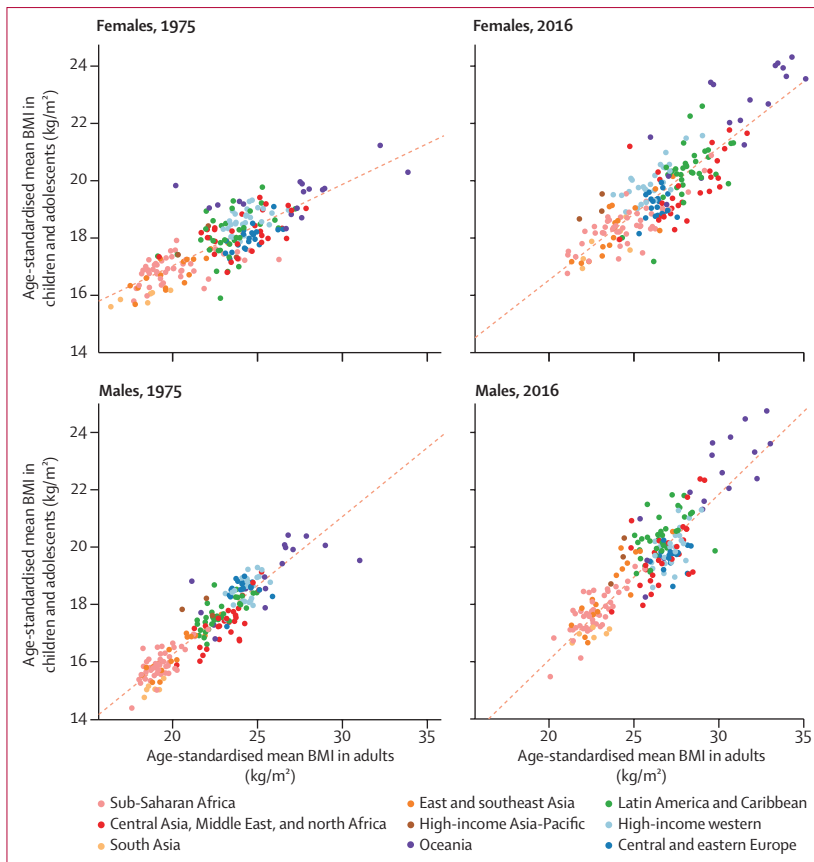 Females, 1975
Females, 2016
24
22
20
18
16
14
Age-standardised mean BMI in
children and adolescents (kg/m²)
Males, 1975
Males, 2016
24
22
20
18
16
14
Age-standardised mean BMI in
children and adolescents (kg/m²)
20 25 30 35
20 25 30 35
Age-standardised mean BMI in adults
(kg/m²)
Age-standardised mean BMI in adults
(kg/m²)
Sub-Saharan Africa
East and southeast Asia
Latin America and Caribbean
Central Asia, Middle East, and north Africa
High-income Asia-Pacific
High-income western
South Asia
Oceania
Central and eastern Europe